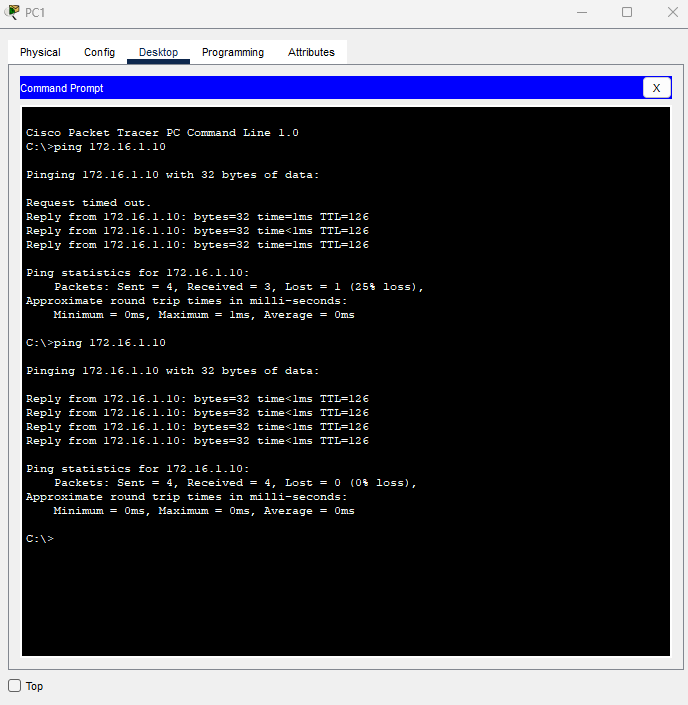 PC1
Physical Config Desktop Programming Attributes
Command Prompt X
Cisco Packet Tracer PC Command Line 1.0
C:\>ping 172.16.1.10
Pinging 172.16.1.10 with 32 bytes of data:
Request timed out.
Reply from 172.16.1.10: bytes=32 time=1ms TTL=126
Reply from 172.16.1.10: bytes=32 time<1ms TTL=126
Reply from 172.16.1.10: bytes=32 time=1ms TTL=126
Ping statistics for 172.16.1.10:
    Packets: Sent = 4, Received = 3, Lost = 1 (25% loss),
Approximate round trip times in milli-seconds:
    Minimum = 0ms, Maximum = 1ms, Average = 0ms
C:\>ping 172.16.1.10
Pinging 172.16.1.10 with 32 bytes of data:
Reply from 172.16.1.10: bytes=32 time<1ms TTL=126
Reply from 172.16.1.10: bytes=32 time<1ms TTL=126
Reply from 172.16.1.10: bytes=32 time<1ms TTL=126
Reply from 172.16.1.10: bytes=32 time<1ms TTL=126
Ping statistics for 172.16.1.10:
    Packets: Sent = 4, Received = 4, Lost = 0 (0% loss),
Approximate round trip times in milli-seconds:
    Minimum = 0ms, Maximum = 0ms, Average = 0ms
C:\>
Top